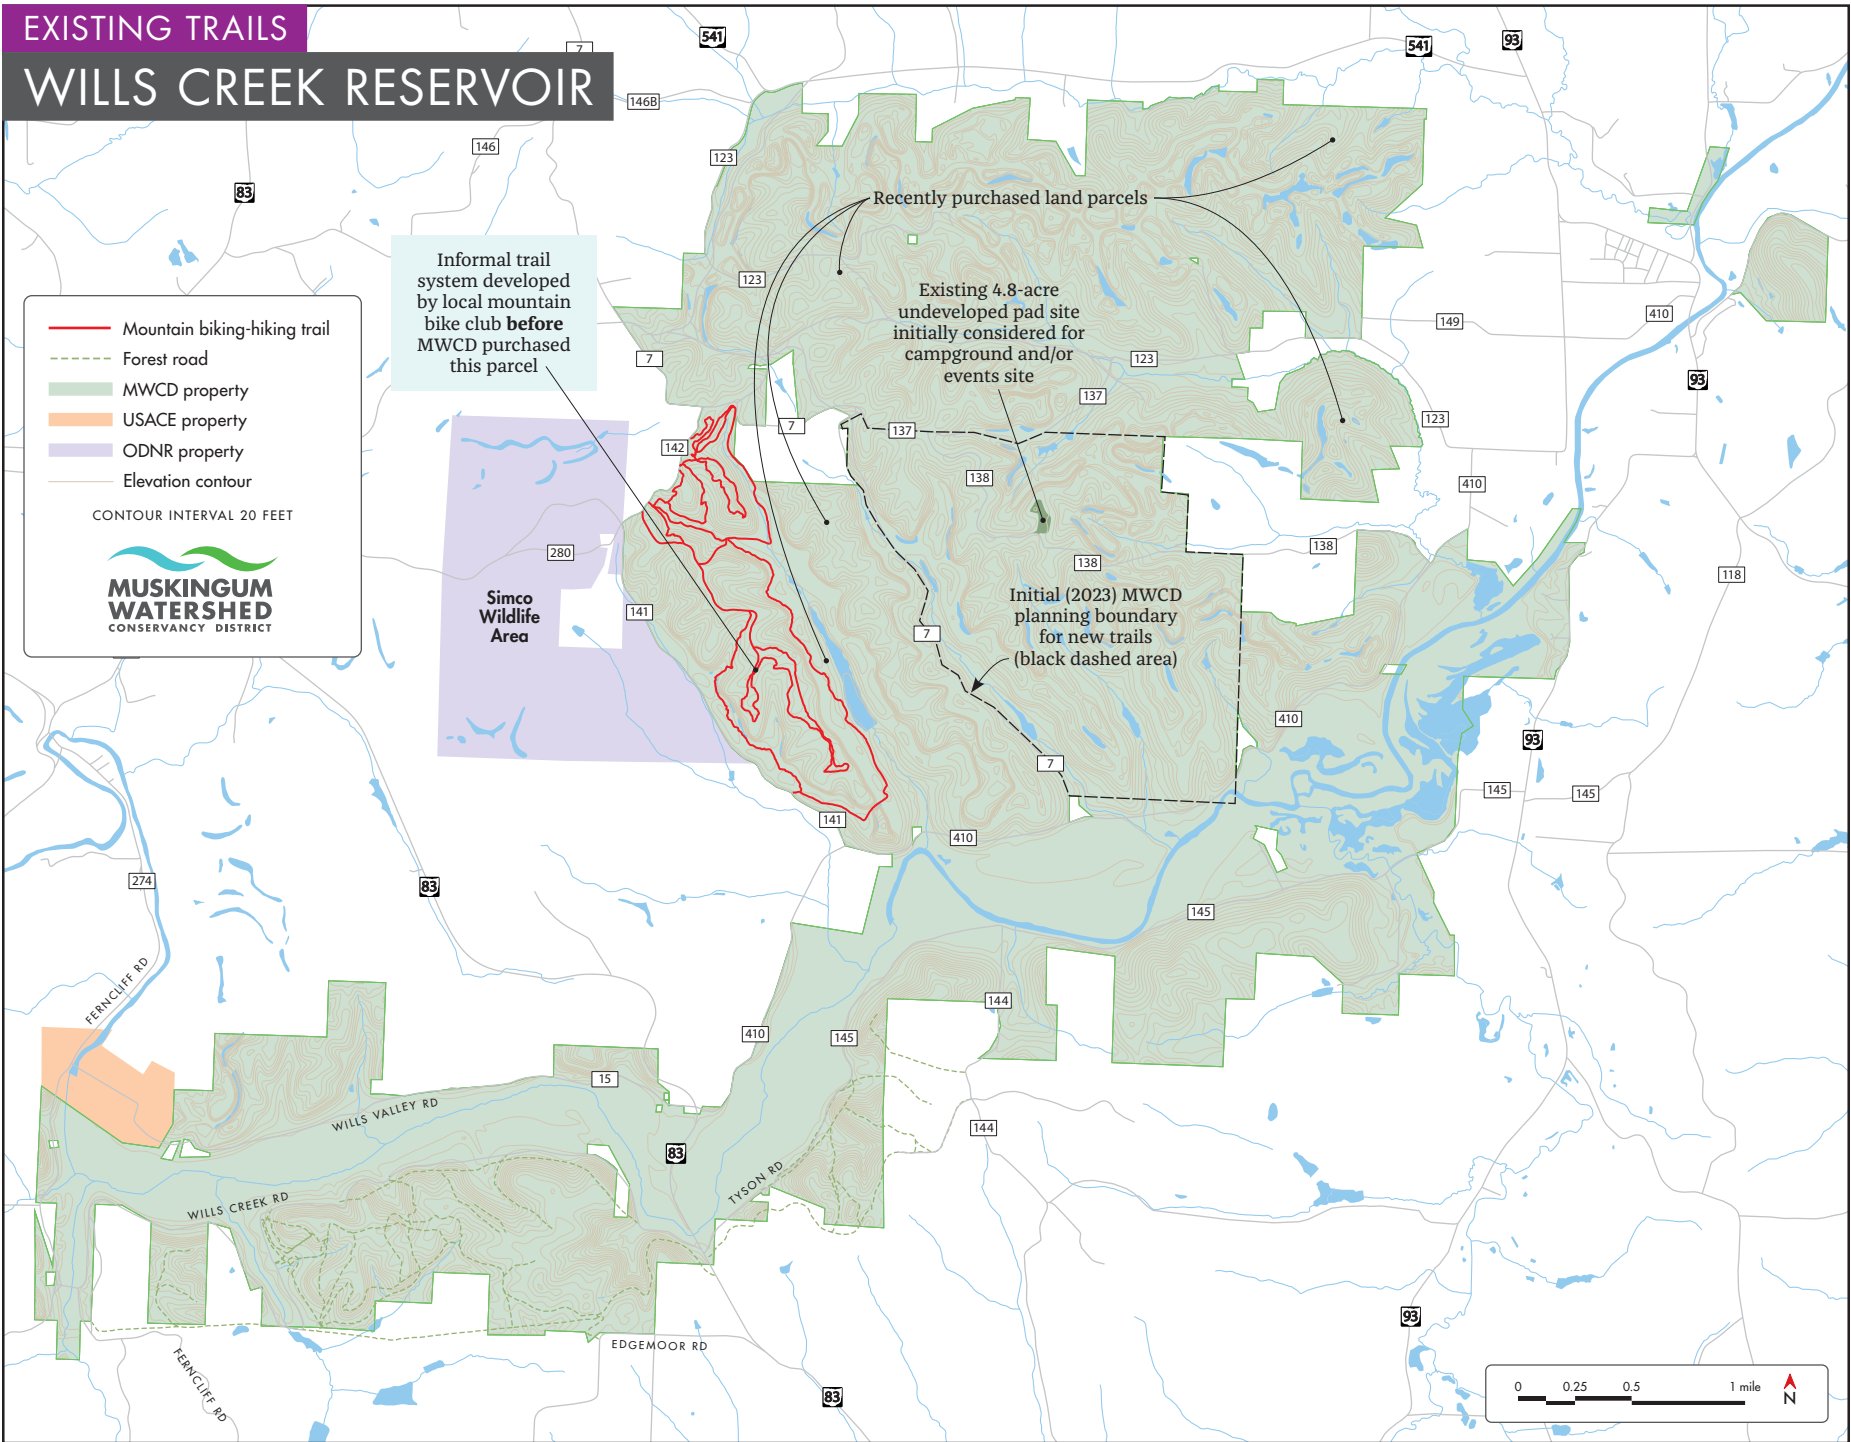 EXISTING TRAILS
WILLS CREEK RESERVOIR
7
541
541
93
146B
146
123
83
Recently purchased land parcels
Informal trail
system developed
by local mountain
bike club before
MWCD purchased
this parcel
123
Existing 4.8-acre
undeveloped pad site
initially considered for
campground and/or
events site
Mountain biking-hiking trail
Forest road
MWCD property
USACE property
ODNR property
Elevation contour
CONTOUR INTERVAL 20 FEET
MUSKINGUM
WATERSHED
CONSERVANCY DISTRICT
149
410
7
123
93
137
123
7
137
142
138
410
280
138
138
118
Simco
Wildlife
Area
141
Initial (2023) MWCD
planning boundary
for new trails
(black dashed area)
7
410
93
7
145
145
141
410
274
83
145
FERNCLIFF RD
144
410
145
15
WILLS VALLEY RD
144
83
TYSON RD
WILLS CREEK RD
93
EDGEMOOR RD
FERNCLIFF RD
83
0 0.25 0.5 1 mile
N